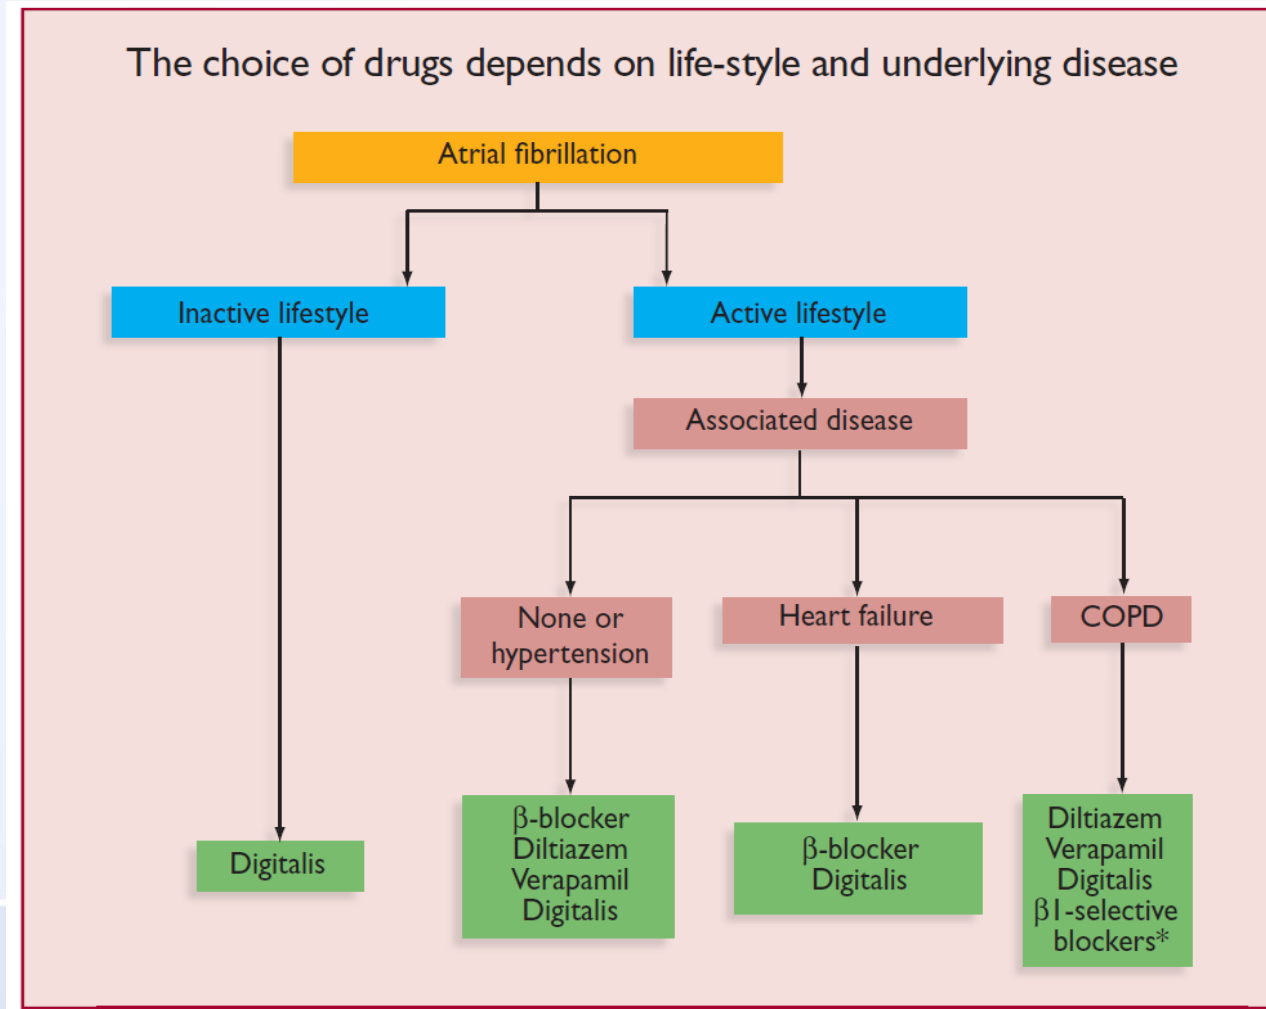 The choice of drugs depends on life-style and underlying disease
Atrial fibrillation
Inactive lifestyle
Active lifestyle
Associated disease
None or
hypertension
Heart failure
COPD
Digitalis
β-blocker
Diltiazem
Verapamil
Digitalis
β-blocker
Digitalis
Diltiazem
Verapamil
Digitalis
β1-selective
blockers*